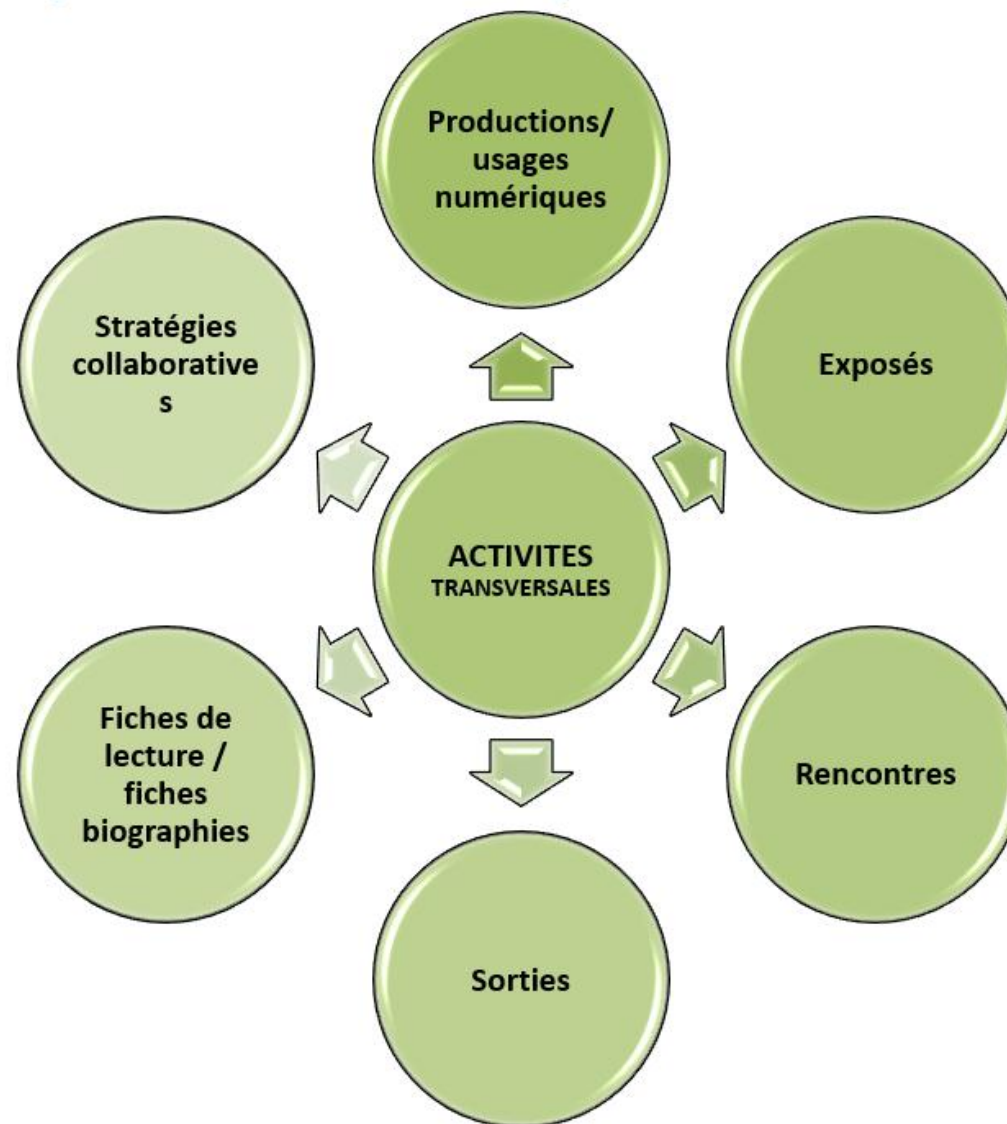 Productions/
usages
numériques
Stratégies
collaborative
s
Exposés
ACTIVITES
TRANSVERSALES
Fiches de
lecture /
fiches
biographies
Rencontres
Sorties